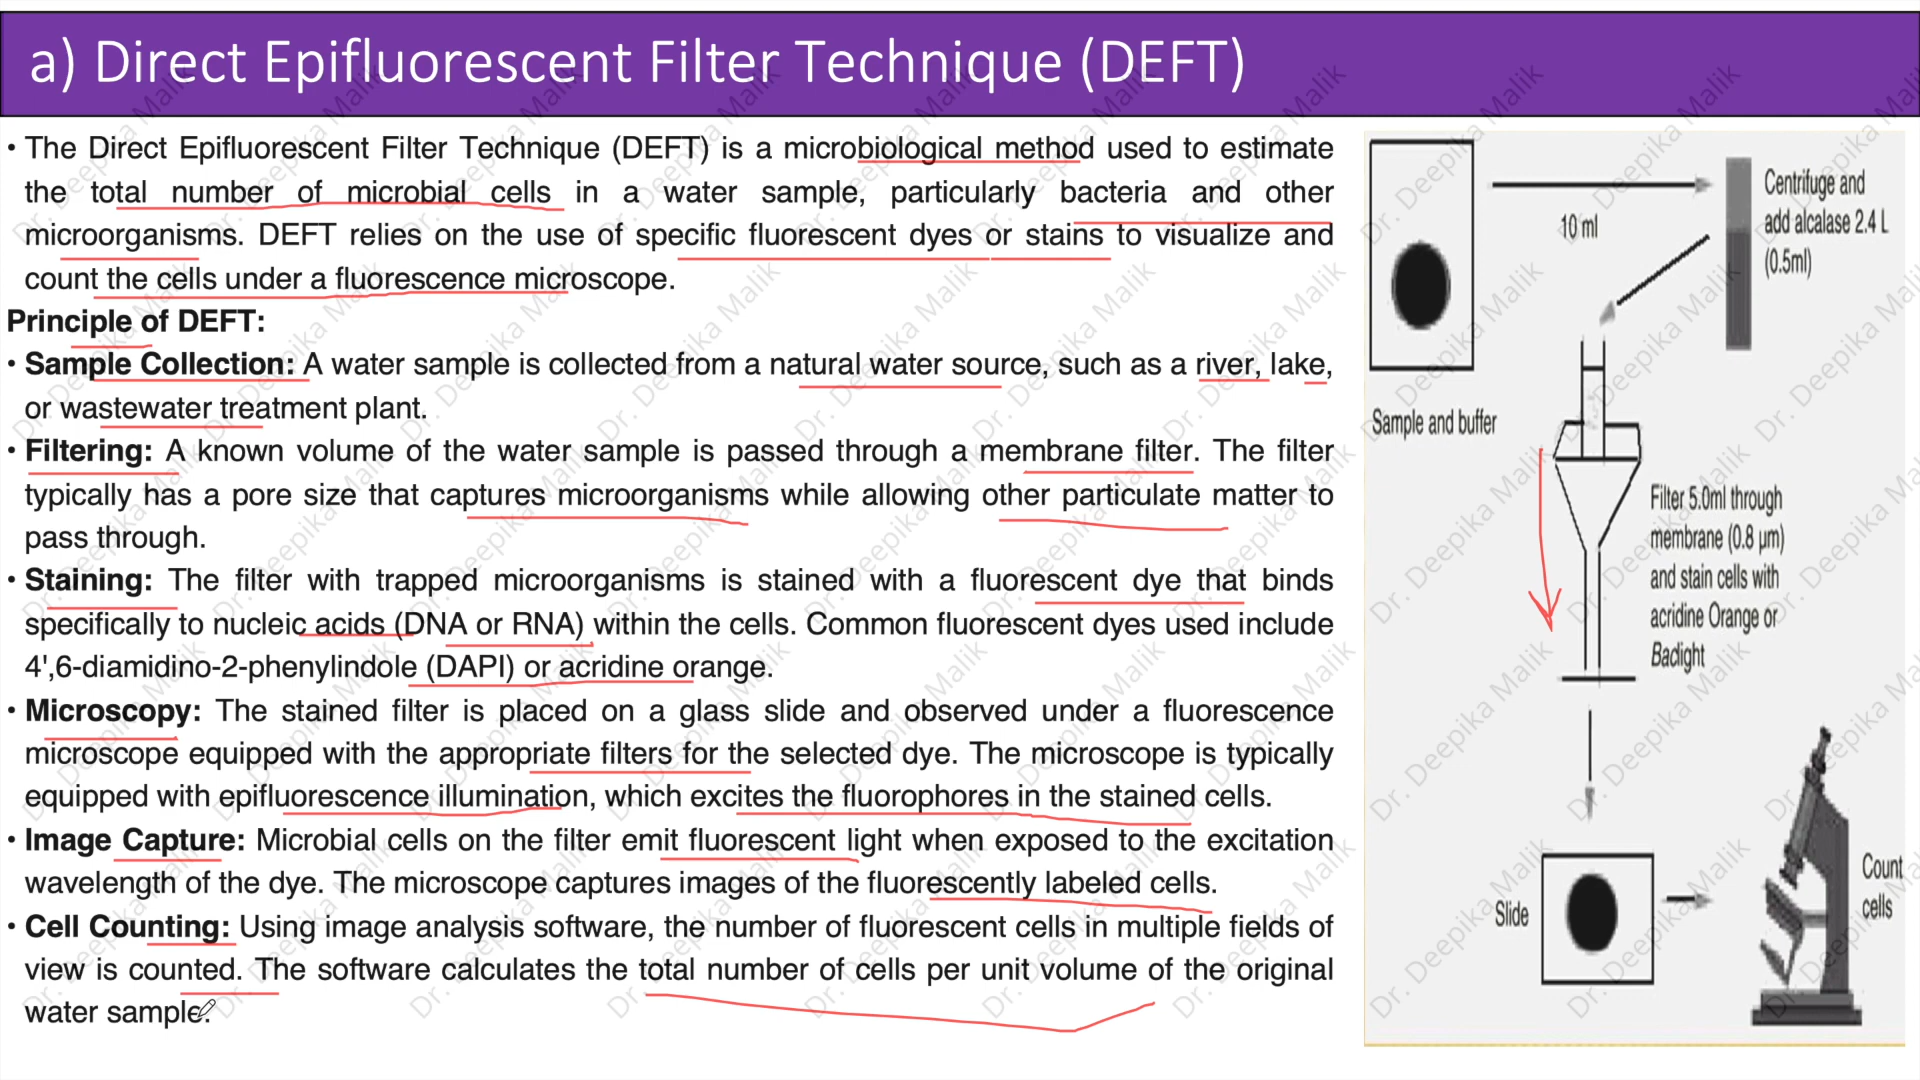 a) Direct Epifluorescent Filter Technique (DEFT)
• The Direct Epifluorescent Filter Technique (DEFT) is a microbiological method used to estimate
the total number of microbial cells in a water sample, particularly bacteria and other
microorganisms. DEFT relies on the use of specific fluorescent dyes or stains to visualize and
count the cells under a fluorescence microscope.
Principle of DEFT:
• Sample Collection: A water sample is collected from a natural water source, such as a river, lake,
or wastewater treatment plant.
• Filtering: A known volume of the water sample is passed through a membrane filter. The filter
typically has a pore size that captures microorganisms while allowing other particulate matter to
pass through.
• Staining: The filter with trapped microorganisms is stained with a fluorescent dye that binds
specifically to nucleic acids (DNA or RNA) within the cells. Common fluorescent dyes used include
4',6-diamidino-2-phenylindole (DAPI) or acridine orange.
• Microscopy: The stained filter is placed on a glass slide and observed under a fluorescence
microscope equipped with the appropriate filters for the selected dye. The microscope is typically
equipped with epifluorescence illumination, which excites the fluorophores in the stained cells.
• Image Capture: Microbial cells on the filter emit fluorescent light when exposed to the excitation
wavelength of the dye. The microscope captures images of the fluorescently labeled cells.
• Cell Counting: Using image analysis software, the number of fluorescent cells in multiple fields of
view is counted. The software calculates the total number of cells per unit volume of the original
water sample.
10 ml
Centrifuge and
add alcalase 2.4 L
(0.5ml)
Sample and buffer
Filter 5.0ml through
membrane (0.8 µm)
and stain cells with
acridine Orange or
Baclight
Slide
Count
cells
Dr. Deepika Malik